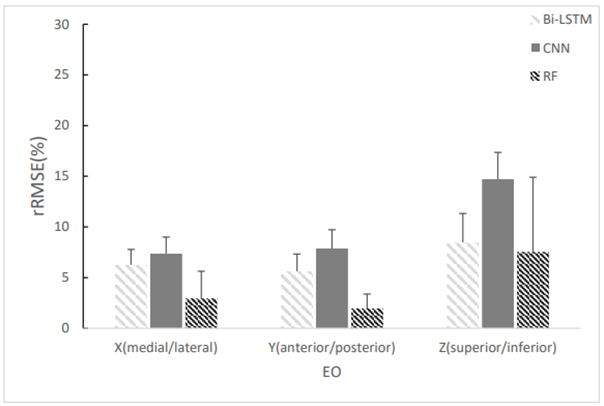 Bi-LSTM
CNN
RF
rRMSE(%)
30
25
20
15
10
5
0
X(medial/lateral)
Y(anterior/posterior)
Z(superior/inferior)
EO